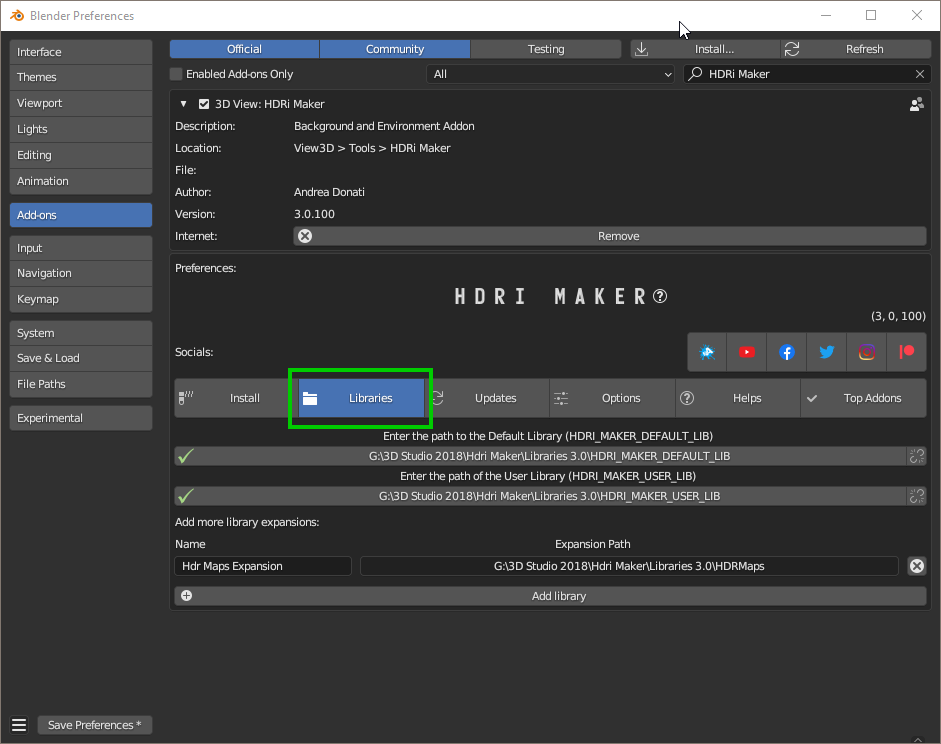 Blender Preferences
Interface
Themes
Viewport
Lights
Editing
Animation
Add-ons
Input
Navigation
Keymap
System
Save & Load
File Paths
Experimental
Save Preferences *
Official Community Testing Install... Refresh
Enabled Add-ons Only All HDRi Maker
3D View: HDRi Maker
Description: Background and Environment Addon
Location: View3D > Tools > HDRi Maker
File:
Author: Andrea Donati
Version: 3.0.100
Internet: Remove
Preferences:
HDRI MAKER
(3, 0, 100)
Socials:
Install Libraries Updates Options Helps Top Addons
Enter the path to the Default Library (HDRI_MAKER_DEFAULT_LIB)
G:\3D Studio 2018\Hdri Maker\Libraries 3.0\HDRI_MAKER_DEFAULT_LIB
Enter the path of the User Library (HDRI_MAKER_USER_LIB)
G:\3D Studio 2018\Hdri Maker\Libraries 3.0\HDRI_MAKER_USER_LIB
Add more library expansions:
Name Expansion Path
Hdr Maps Expansion G:\3D Studio 2018\Hdri Maker\Libraries 3.0\HDRMaps
Add library